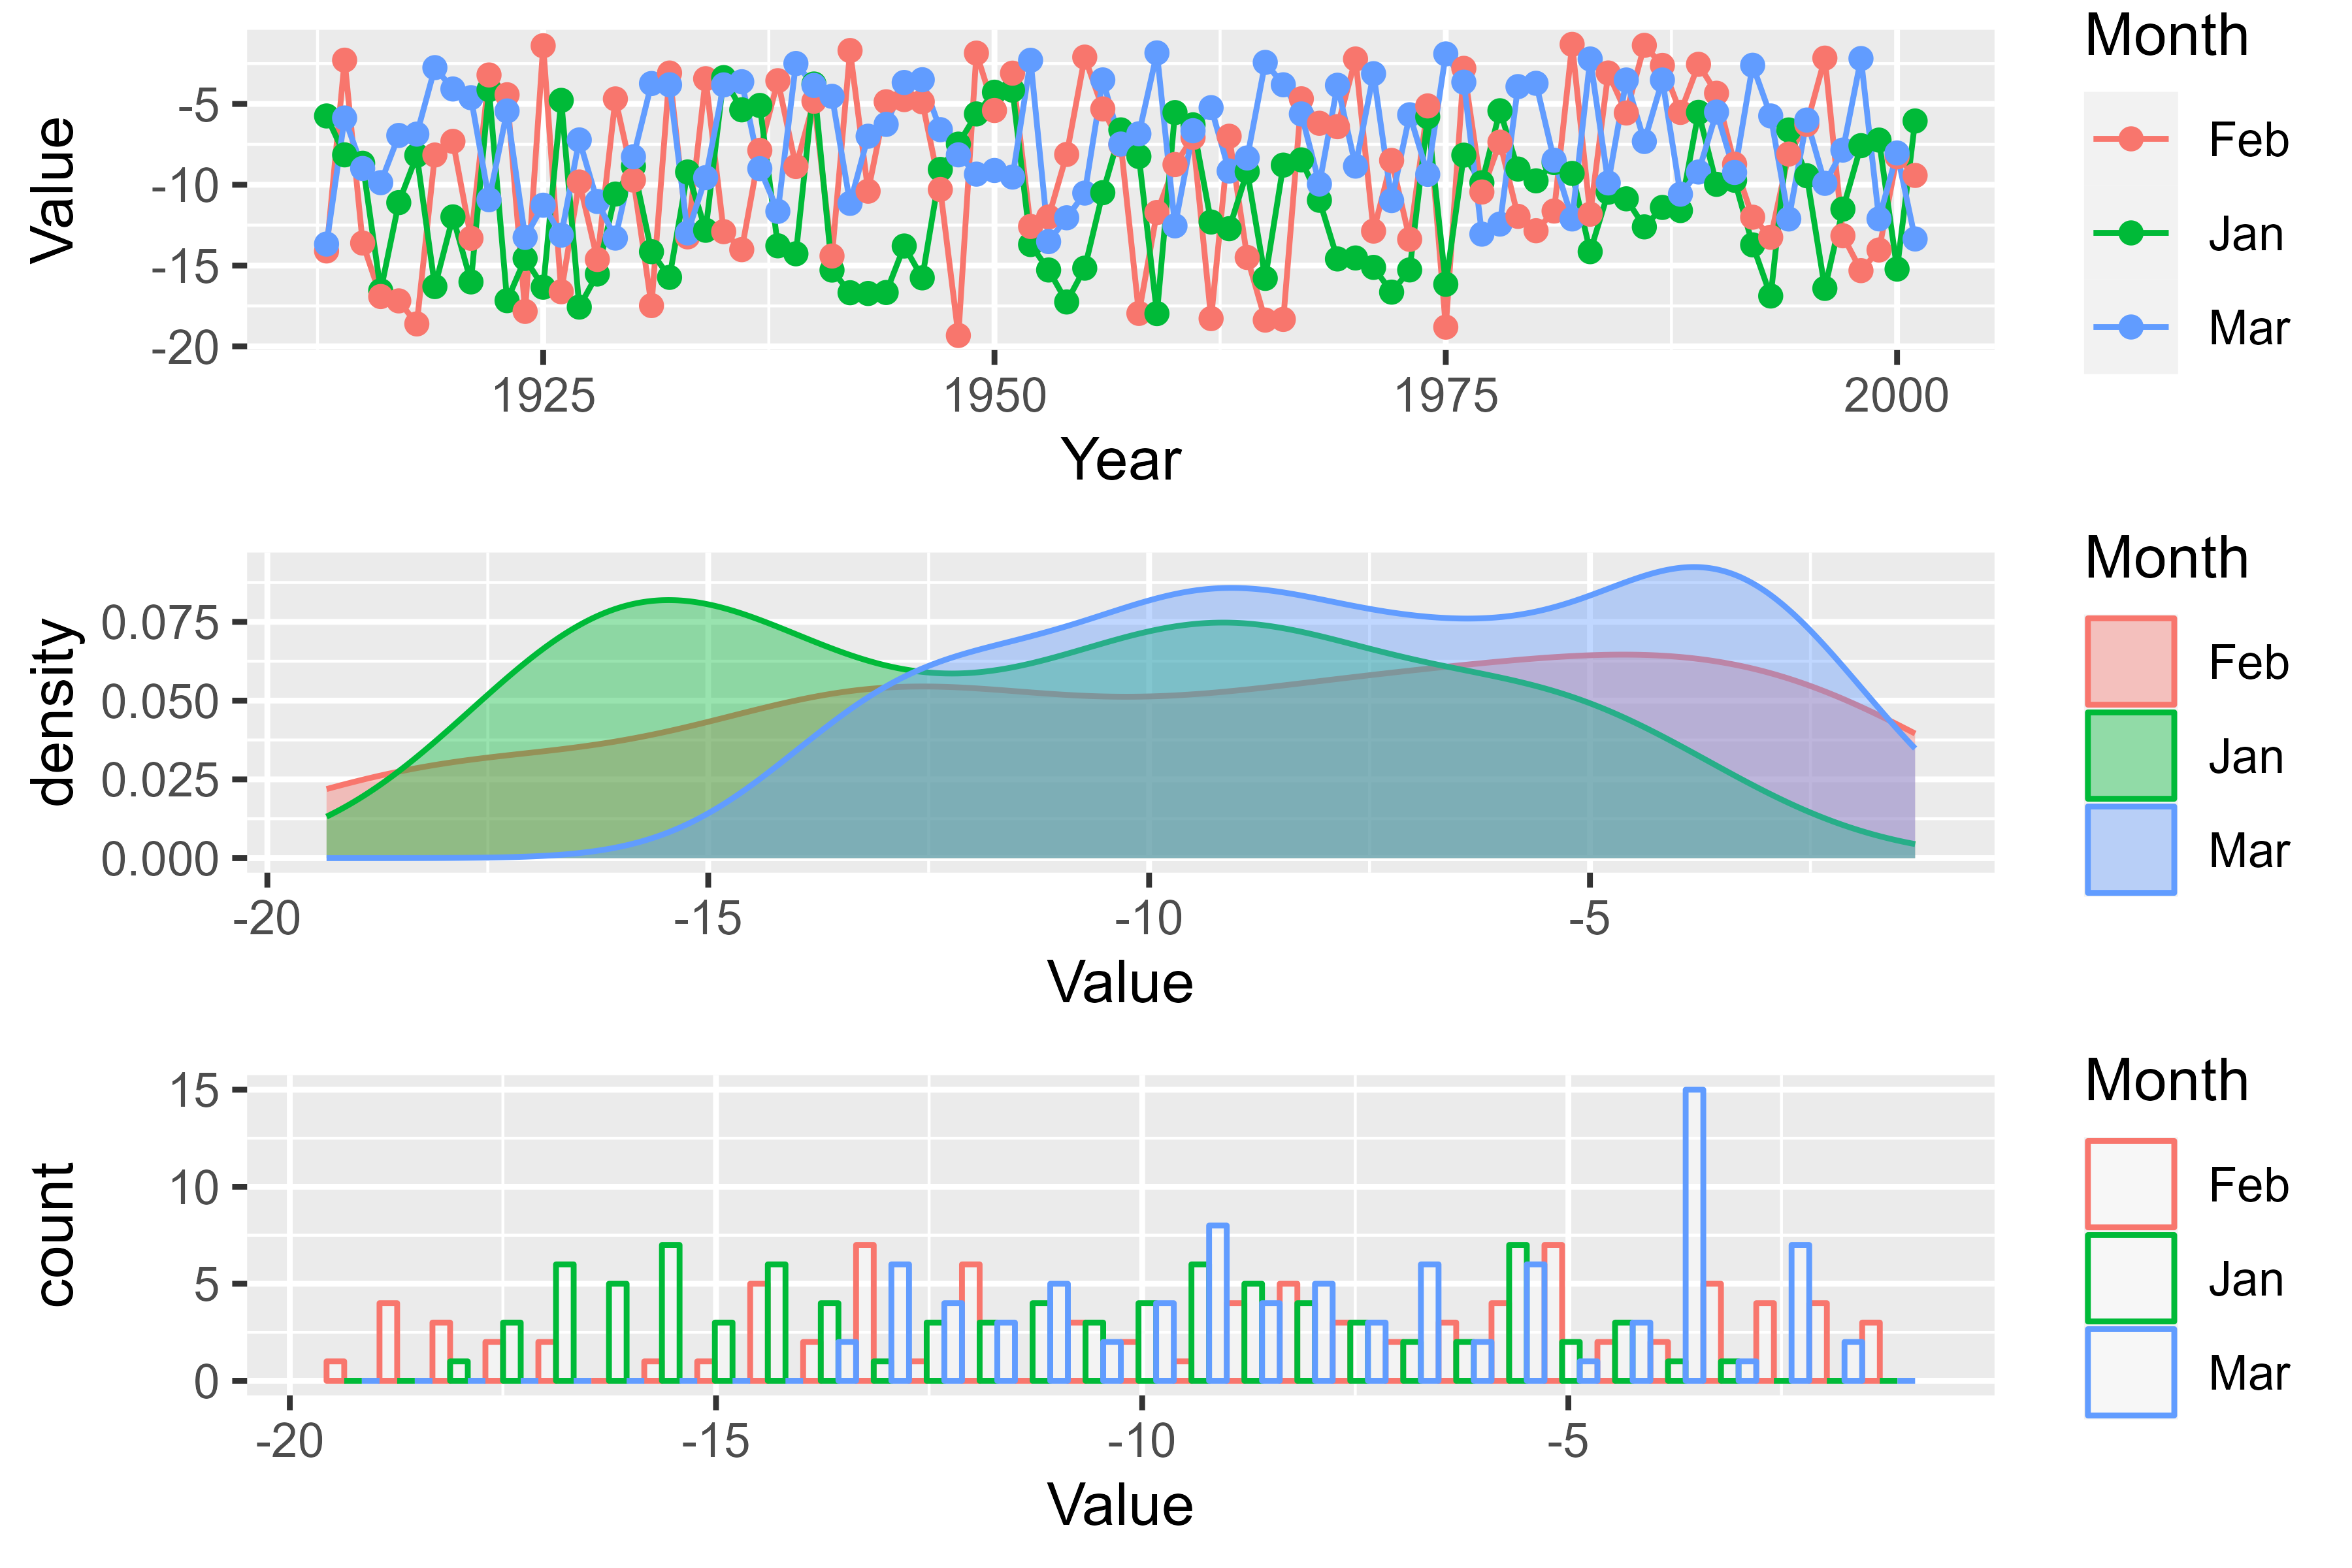 Value
-5
-10
-15
-20
1925 1950 1975 2000
Year
Month
Feb
Jan
Mar
density
0.075
0.050
0.025
0.000
-20 -15 -10 -5
Value
Month
Feb
Jan
Mar
count
15
10
5
0
-20 -15 -10 -5
Value
Month
Feb
Jan
Mar